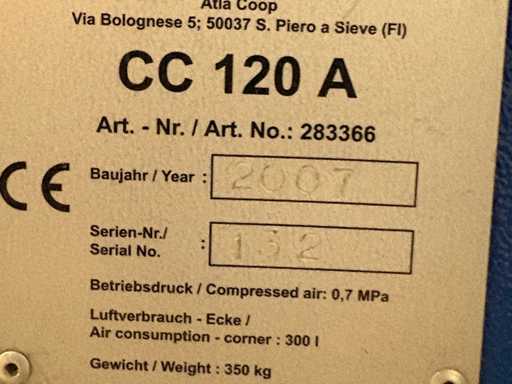 Atla Coop
Via Bolognese 5; 50037 S. Piero a Sieve (FI)
CC 120 A
Art. - Nr. / Art. No.: 283366
CE
Baujahr / Year : 2007
Serien-Nr./
Serial No. : 132
Betriebsdruck / Compressed air: 0,7 MPa
Luftverbrauch - Ecke /
Air consumption - corner : 300 l
Gewicht / Weight : 350 kg